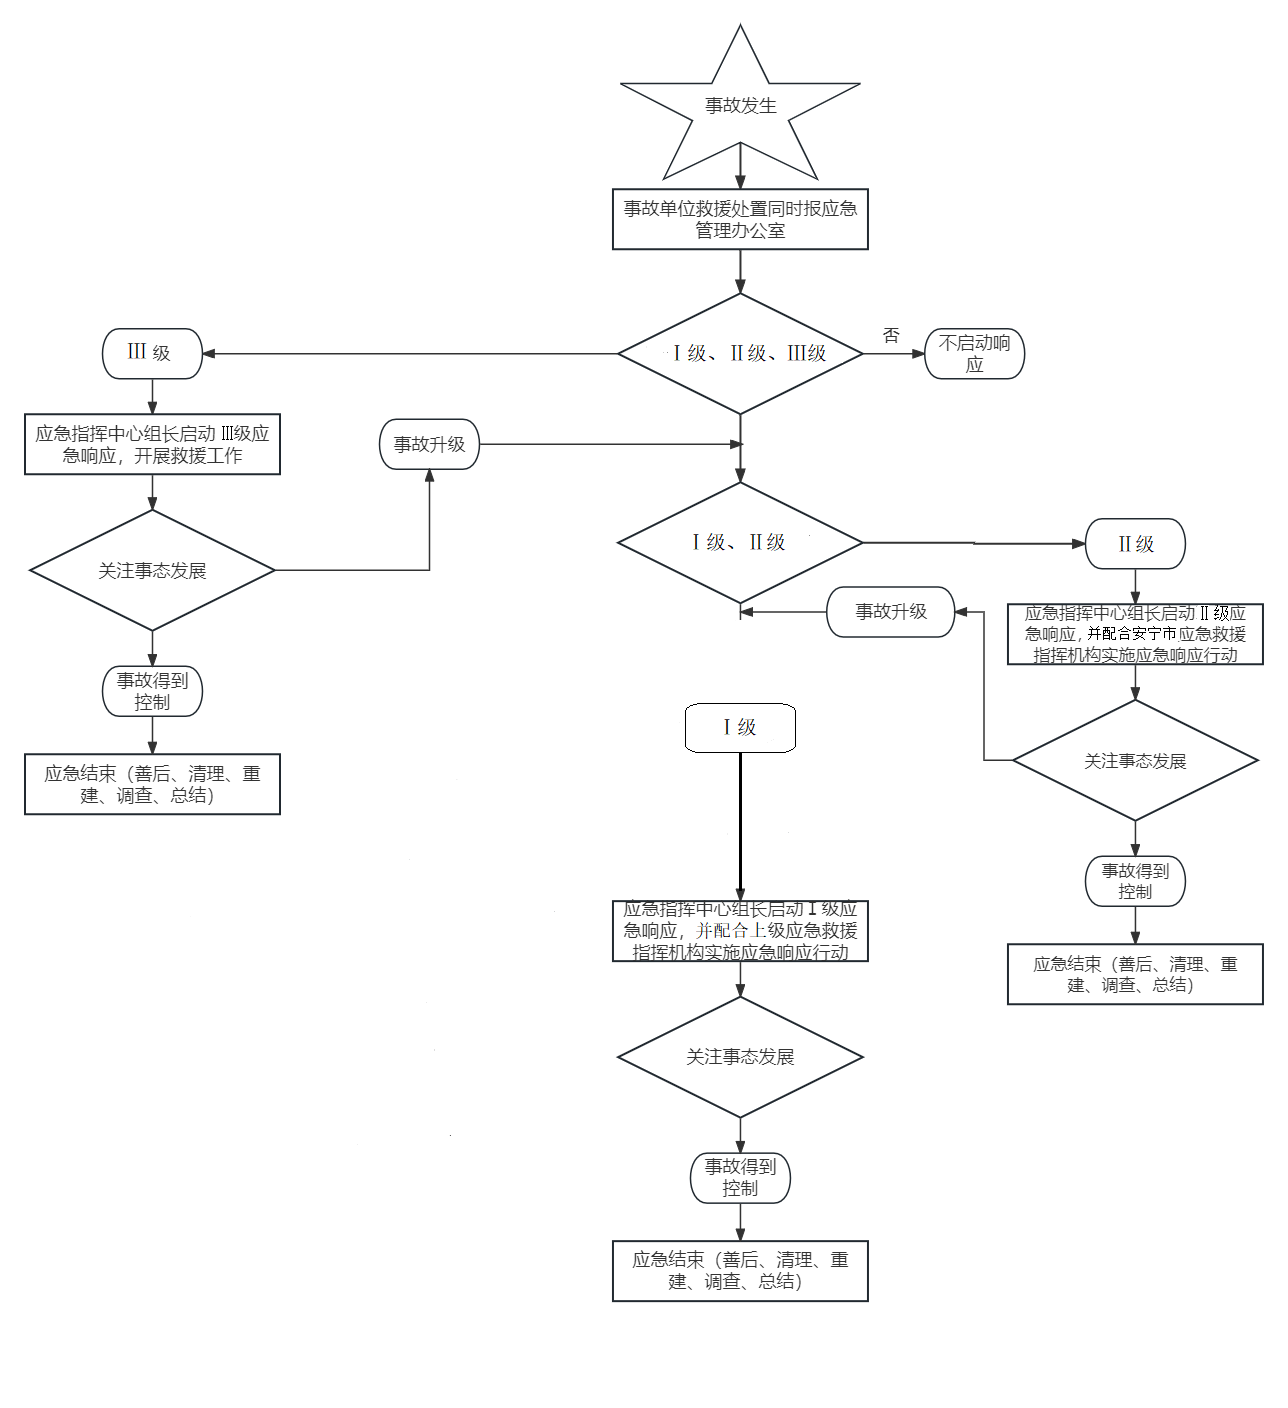 事故发生
事故单位救援处置同时报应急
管理办公室
Ⅰ 级、Ⅱ级、Ⅲ级
否
不启动响
应
Ⅲ 级
应急指挥中心组长启动 Ⅲ级应
急响应，开展救援工作
关注事态发展
事故升级
事故得到
控制
应急结束（善后、清理、重
建、调查、总结）
Ⅰ 级、Ⅱ级
Ⅱ级
应急指挥中心组长启动Ⅱ级应
急响应，并配合安宁市应急救援
指挥机构实施应急响应行动
事故升级
关注事态发展
事故得到
控制
应急结束（善后、清理、重
建、调查、总结）
Ⅰ 级
应急指挥中心组长启动Ⅰ级应
急响应，并配合上级应急救援
指挥机构实施应急响应行动
关注事态发展
事故得到
控制
应急结束（善后、清理、重
建、调查、总结）